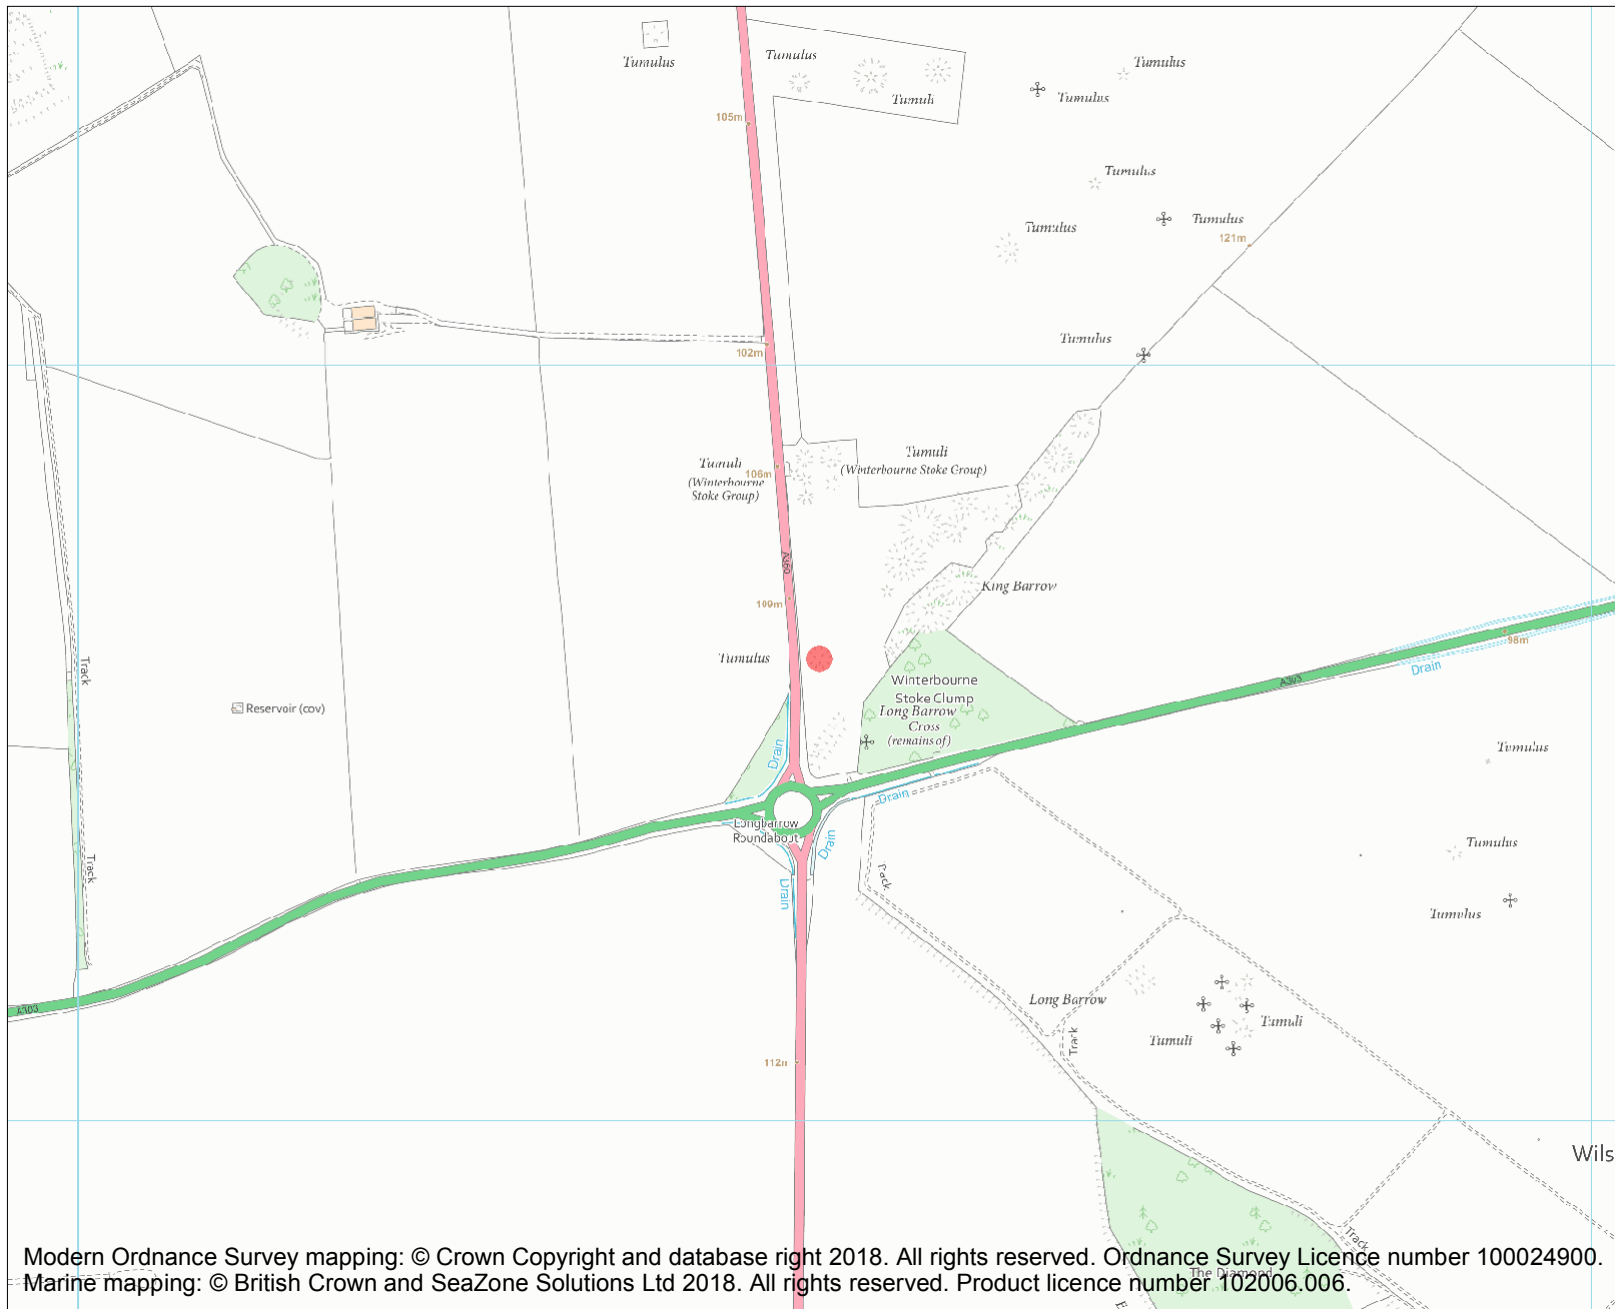 Tumulus
Tumulus
Tumuli
Tumulus
Tumulus
105m
Tumulus
Tumulus
Tumulus
121m
Tumulus
102m
Tumuli
(Winterbourne
Stoke Group)
106m
Tumuli
(Winterbourne Stoke Group)
A360
King Barrow
109m
Tumulus
98m
Drain
A303
Winterbourne
Stoke Clump
Long Barrow
Cross
(remains of)
Track
Reservoir (cov)
Drain
Tumulus
Drain
Longbarrow
Roundabout
Drain
Tumulus
Track
Track
Drain
Tumulus
Long Barrow
A303
Tumuli
Tumuli
Track
112m
Wils
Track
The Diamond
Modern Ordnance Survey mapping: © Crown Copyright and database right 2018. All rights reserved. Ordnance Survey Licence number 100024900.
Marine mapping: © British Crown and SeaZone Solutions Ltd 2018. All rights reserved. Product licence number 102006.006.